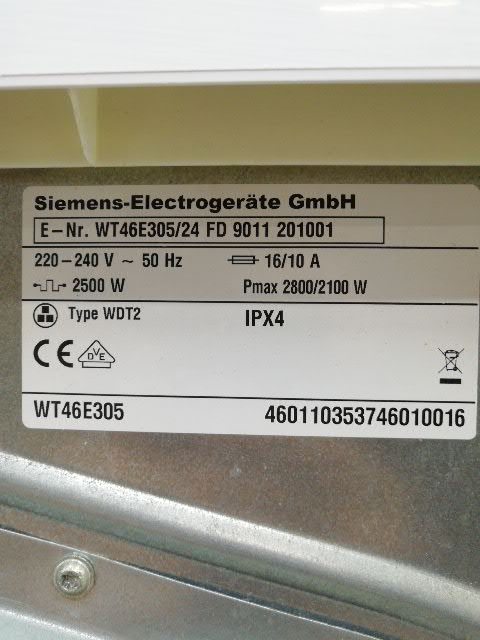 Siemens-Electrogeräte GmbH
E-Nr. WT46E305/24 FD 9011 201001
220-240 V ~ 50 Hz 16/10 A
2500 W Pmax 2800/2100 W
Type WDT2 IPX4
CE DVE
WT46E305 460110353746010016